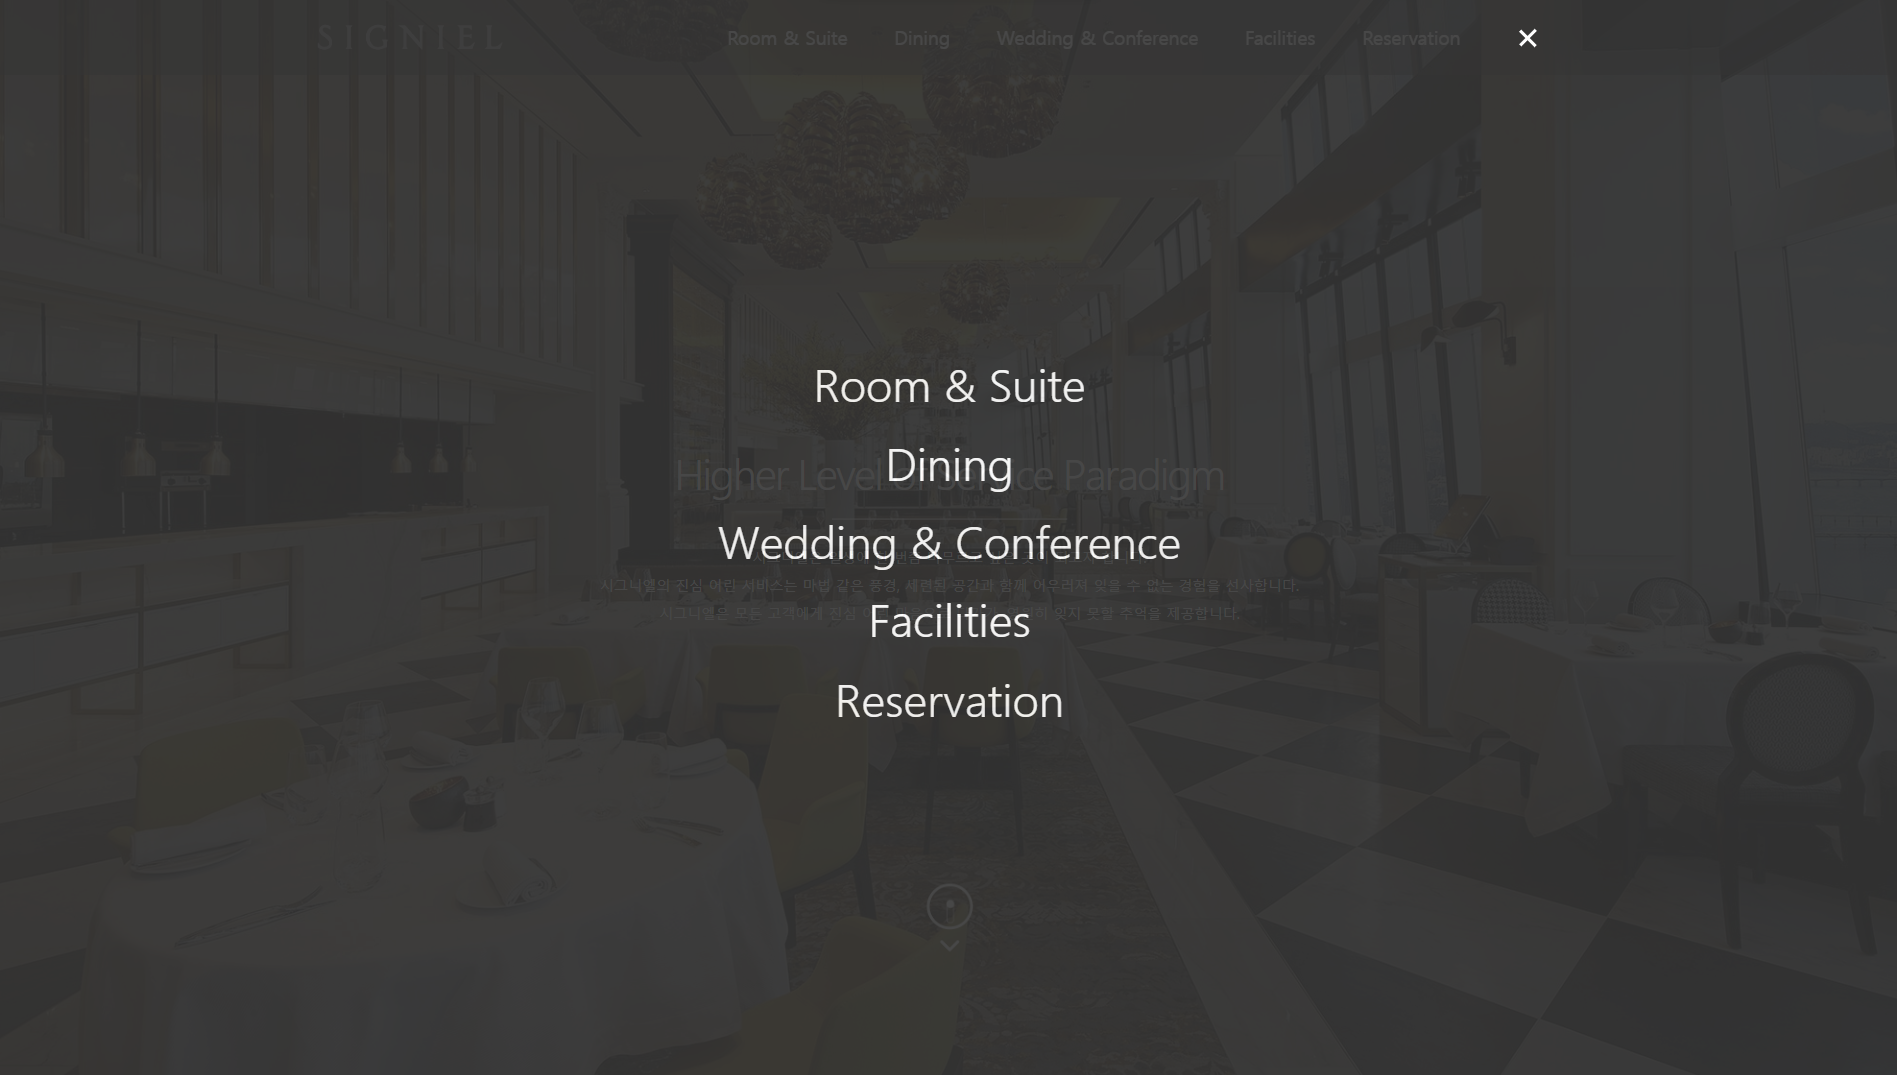 SIGNIEL
Room & Suite Dining Wedding & Conference Facilities Reservation
Room & Suite
Dining
Higher Level of Service Paradigm
Wedding & Conference
시그니엘의 진심 어린 서비스는 마법 같은 풍경, 세련된 공간과 함께 어우러져 잊을 수 없는 경험을 선사합니다.
시그니엘은 모든 고객에게 진심 잊지 못할 추억을 제공합니다.
Facilities
Reservation